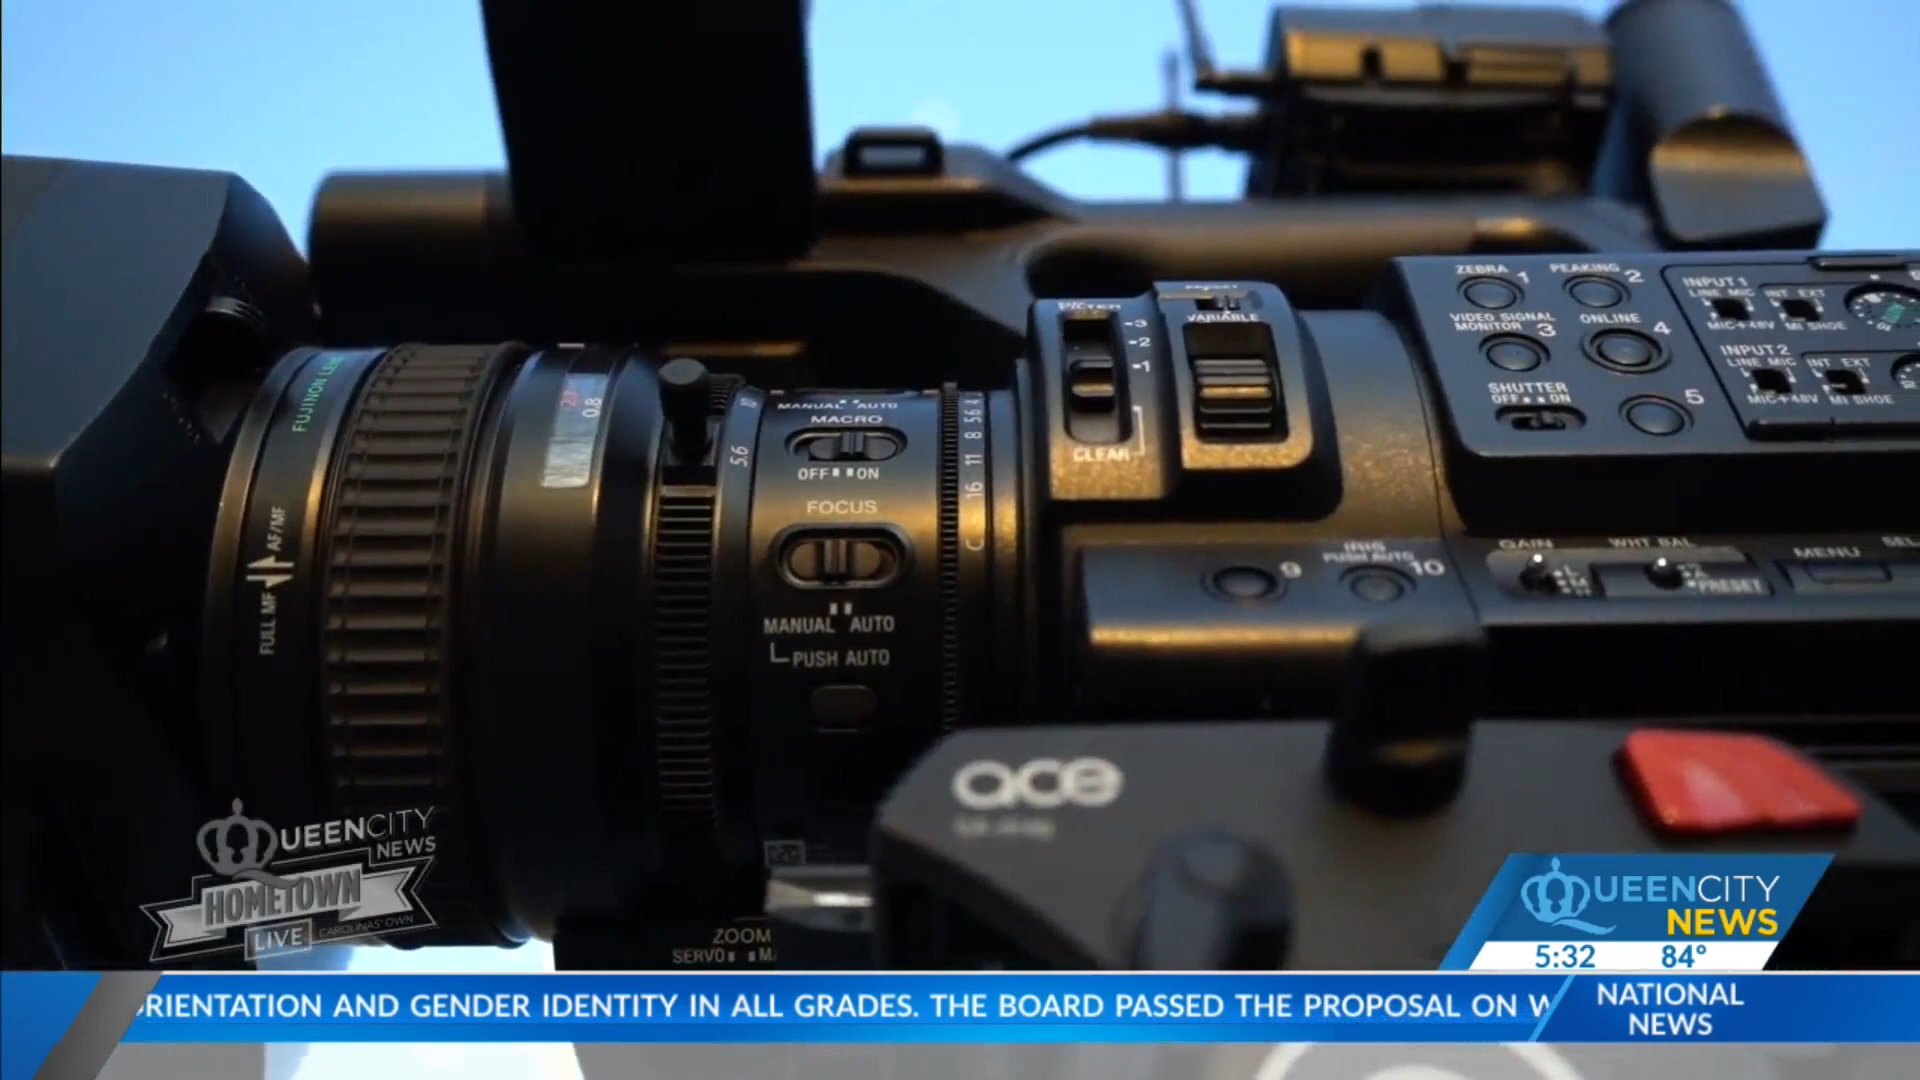 ZEBRA 1
PEAKING 2
VIDEO SIGNAL
MONITOR 3
ONLINE
4
SHUTTER
OFF ON
5
INPUT 1
LINE MIC
INT EXT
MIC+48V
MI SHOE
INPUT 2
LINE MIC
INT EXT
MIC+48V
MI SHOE
3
2
1
CLEAR
VARIABLE
FUJINON
AF/MF
FULL MF
0.8
5.6
MANUAL AUTO
MACRO
OFF ON
FOCUS
MANUAL AUTO
PUSH AUTO
4
5.6
8
11
16
C
9
IRIS
PUSH AUTO
10
GAIN
WHT BAL
PRESET
MENU
ace
ZOOM
SERVO
QUEEN CITY
NEWS
HOMETOWN
LIVE
CAROLINAS' OWN
QUEEN CITY
NEWS
5:32 84°
RIENTATION AND GENDER IDENTITY IN ALL GRADES. THE BOARD PASSED THE PROPOSAL ON W
NATIONAL
NEWS